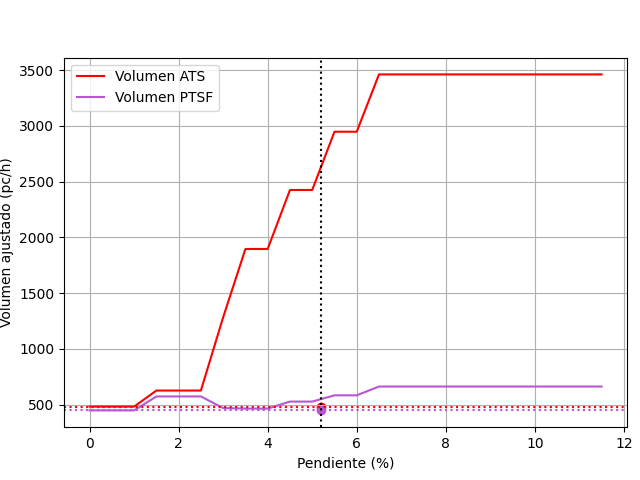 Volumen ATS
Volumen PTSF
3500
3000
2500
2000
1500
1000
500
Volumen ajustado (pc/h)
0 2 4 6 8 10 12
Pendiente (%)